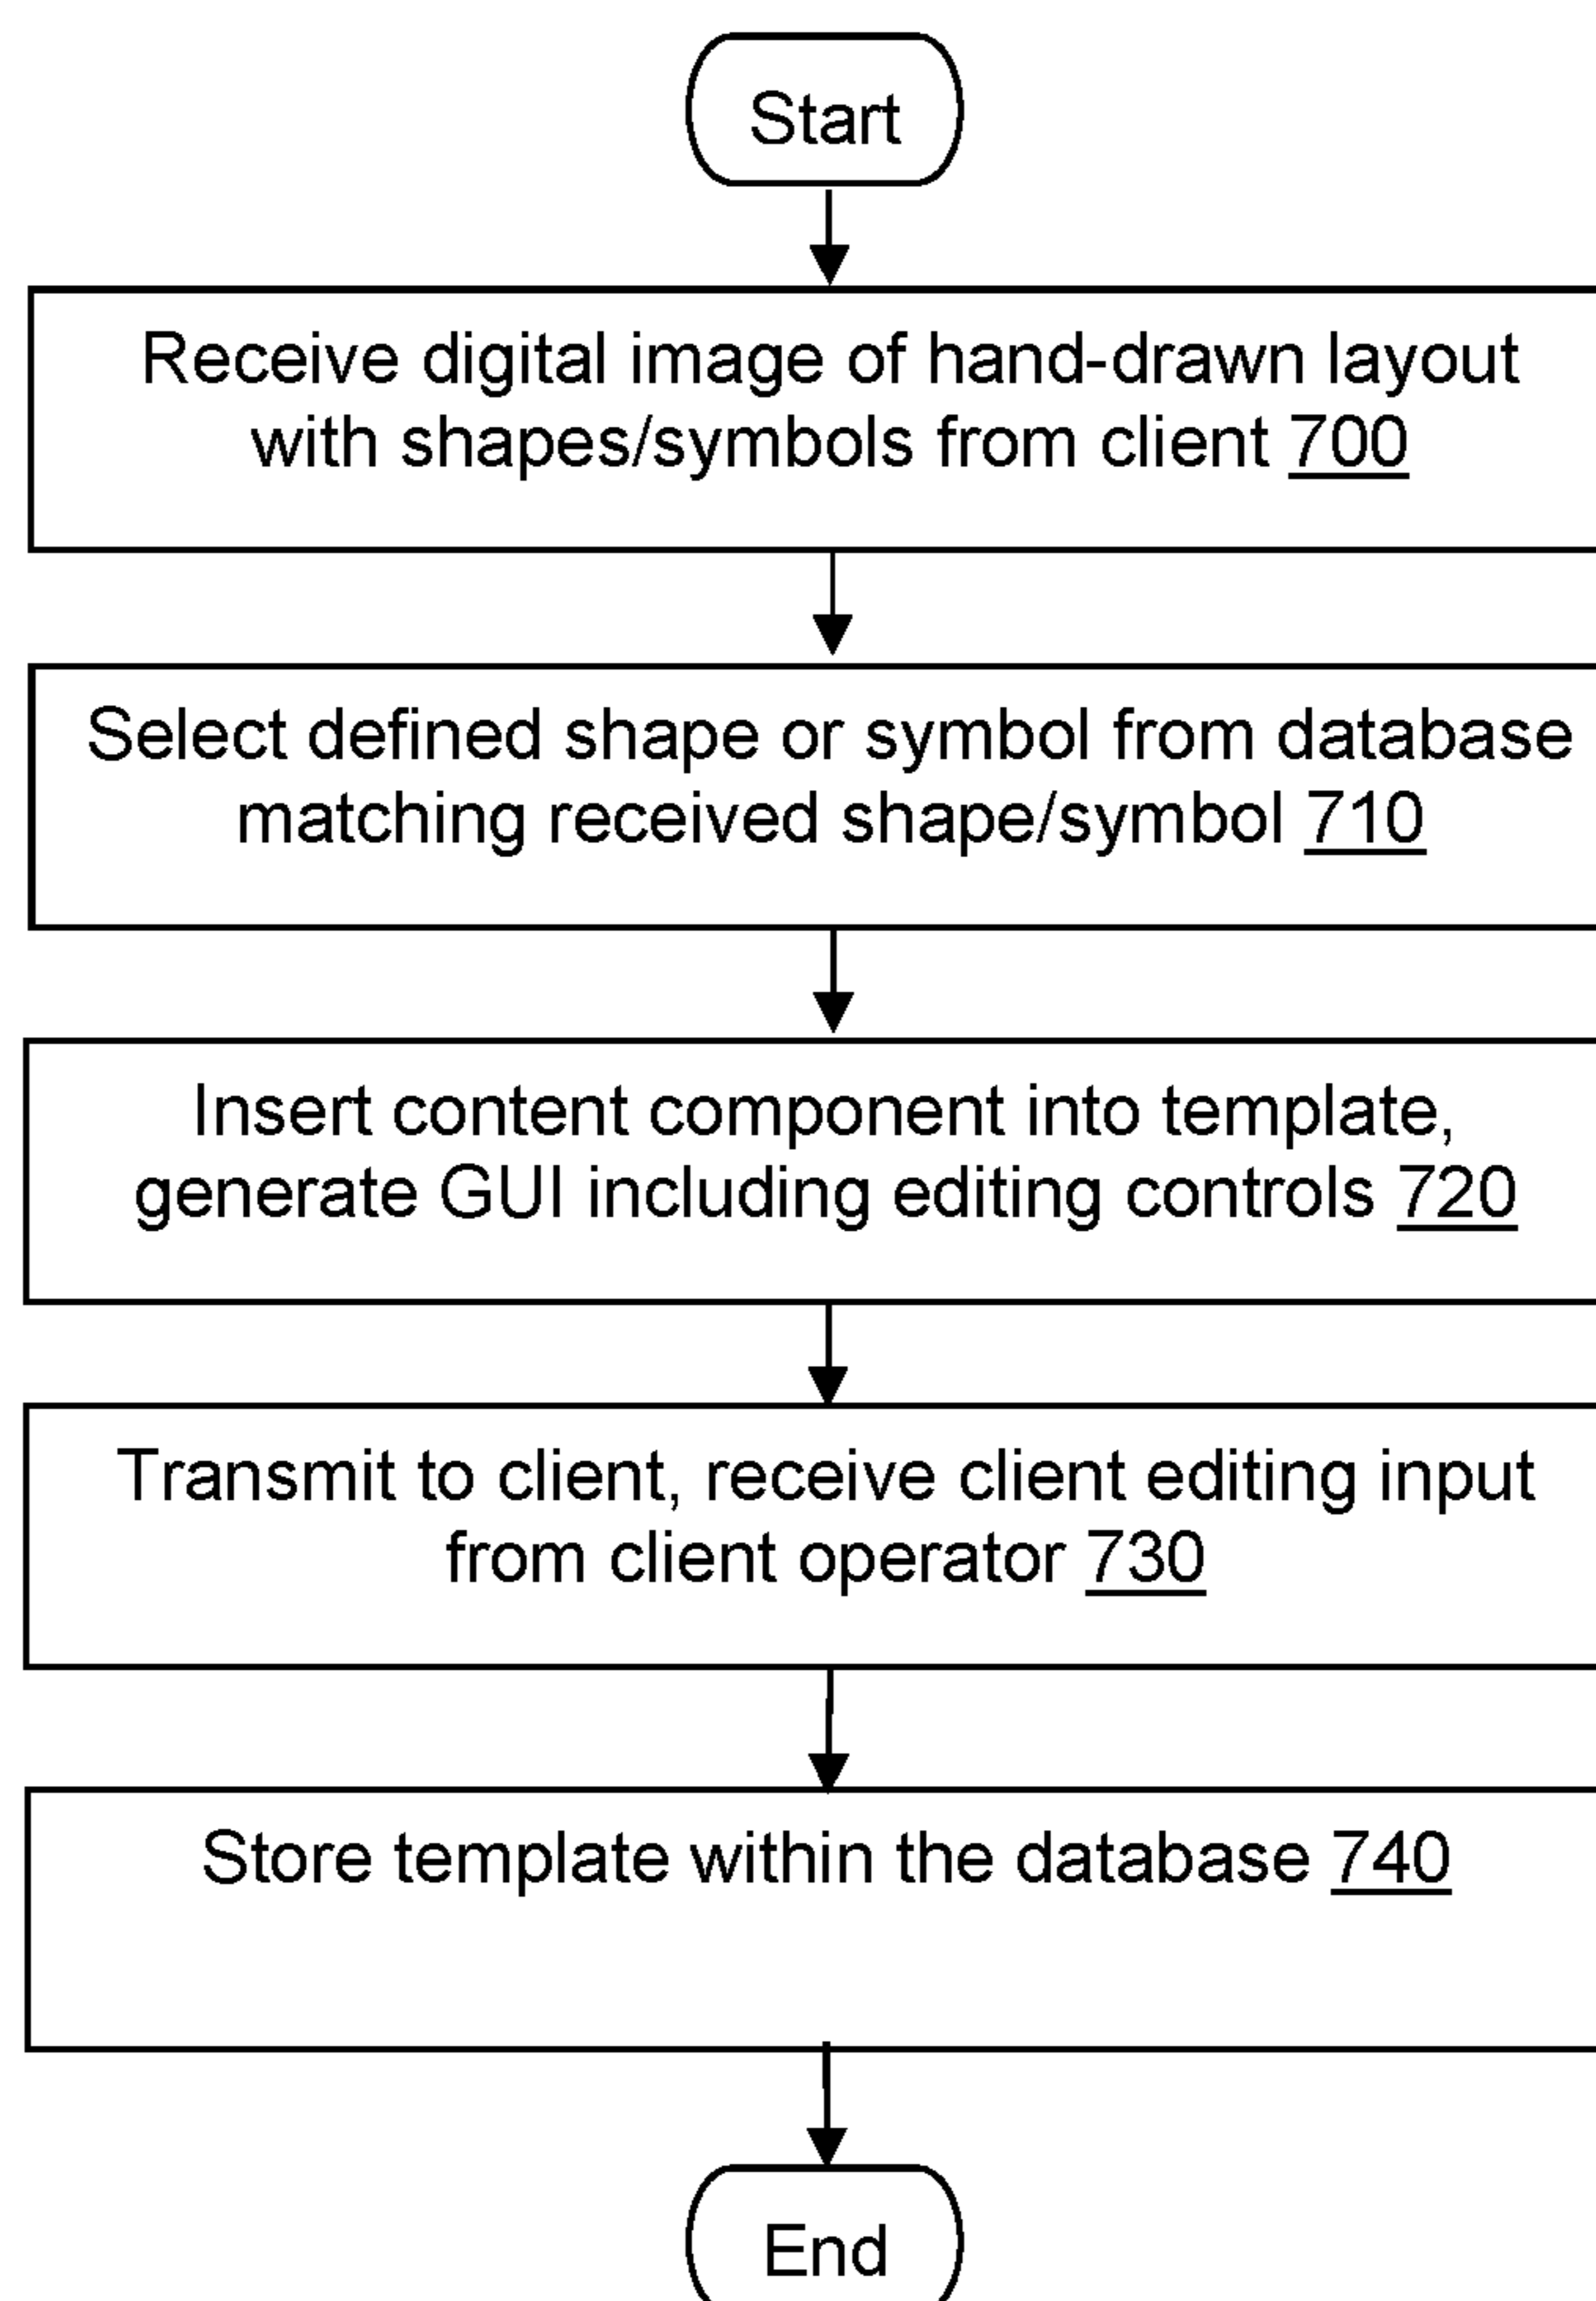 Start
Receive digital image of hand-drawn layout
with shapes/symbols from client 700
Select defined shape or symbol from database
matching received shape/symbol 710
Insert content component into template,
generate GUI including editing controls 720
Transmit to client, receive client editing input
from client operator 730
Store template within the database 740
End